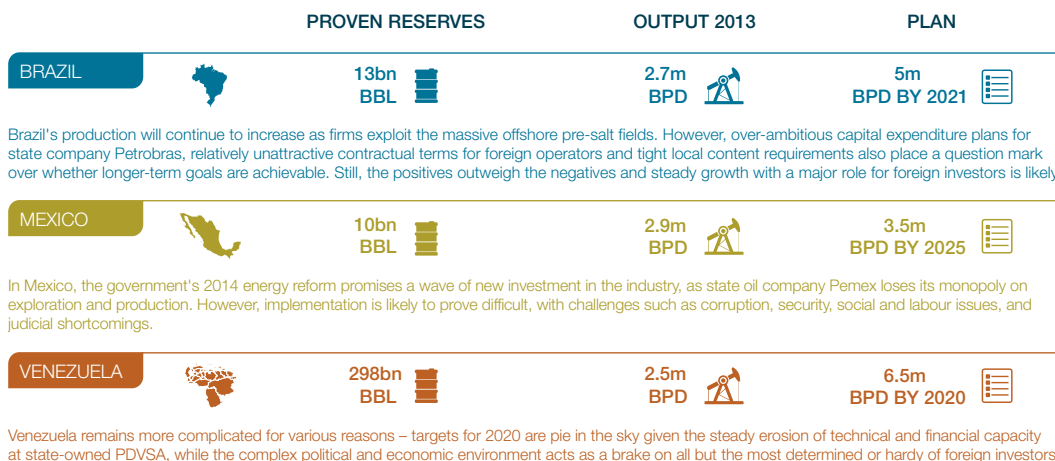 PROVEN RESERVES OUTPUT 2013 PLAN
BRAZIL 13bn BBL 2.7m BPD 5m BPD BY 2021
Brazil's production will continue to increase as firms exploit the massive offshore pre-salt fields. However, over-ambitious capital expenditure plans for
state company Petrobras, relatively unattractive contractual terms for foreign operators and tight local content requirements also place a question mark
over whether longer-term goals are achievable. Still, the positives outweigh the negatives and steady growth with a major role for foreign investors is likely
MEXICO 10bn BBL 2.9m BPD 3.5m BPD BY 2025
In Mexico, the government's 2014 energy reform promises a wave of new investment in the industry, as state oil company Pemex loses its monopoly on
exploration and production. However, implementation is likely to prove difficult, with challenges such as corruption, security, social and labour issues, and
judicial shortcomings.
VENEZUELA 298bn BBL 2.5m BPD 6.5m BPD BY 2020
Venezuela remains more complicated for various reasons – targets for 2020 are pie in the sky given the steady erosion of technical and financial capacity
at state-owned PDVSA, while the complex political and economic environment acts as a brake on all but the most determined or hardy of foreign investors